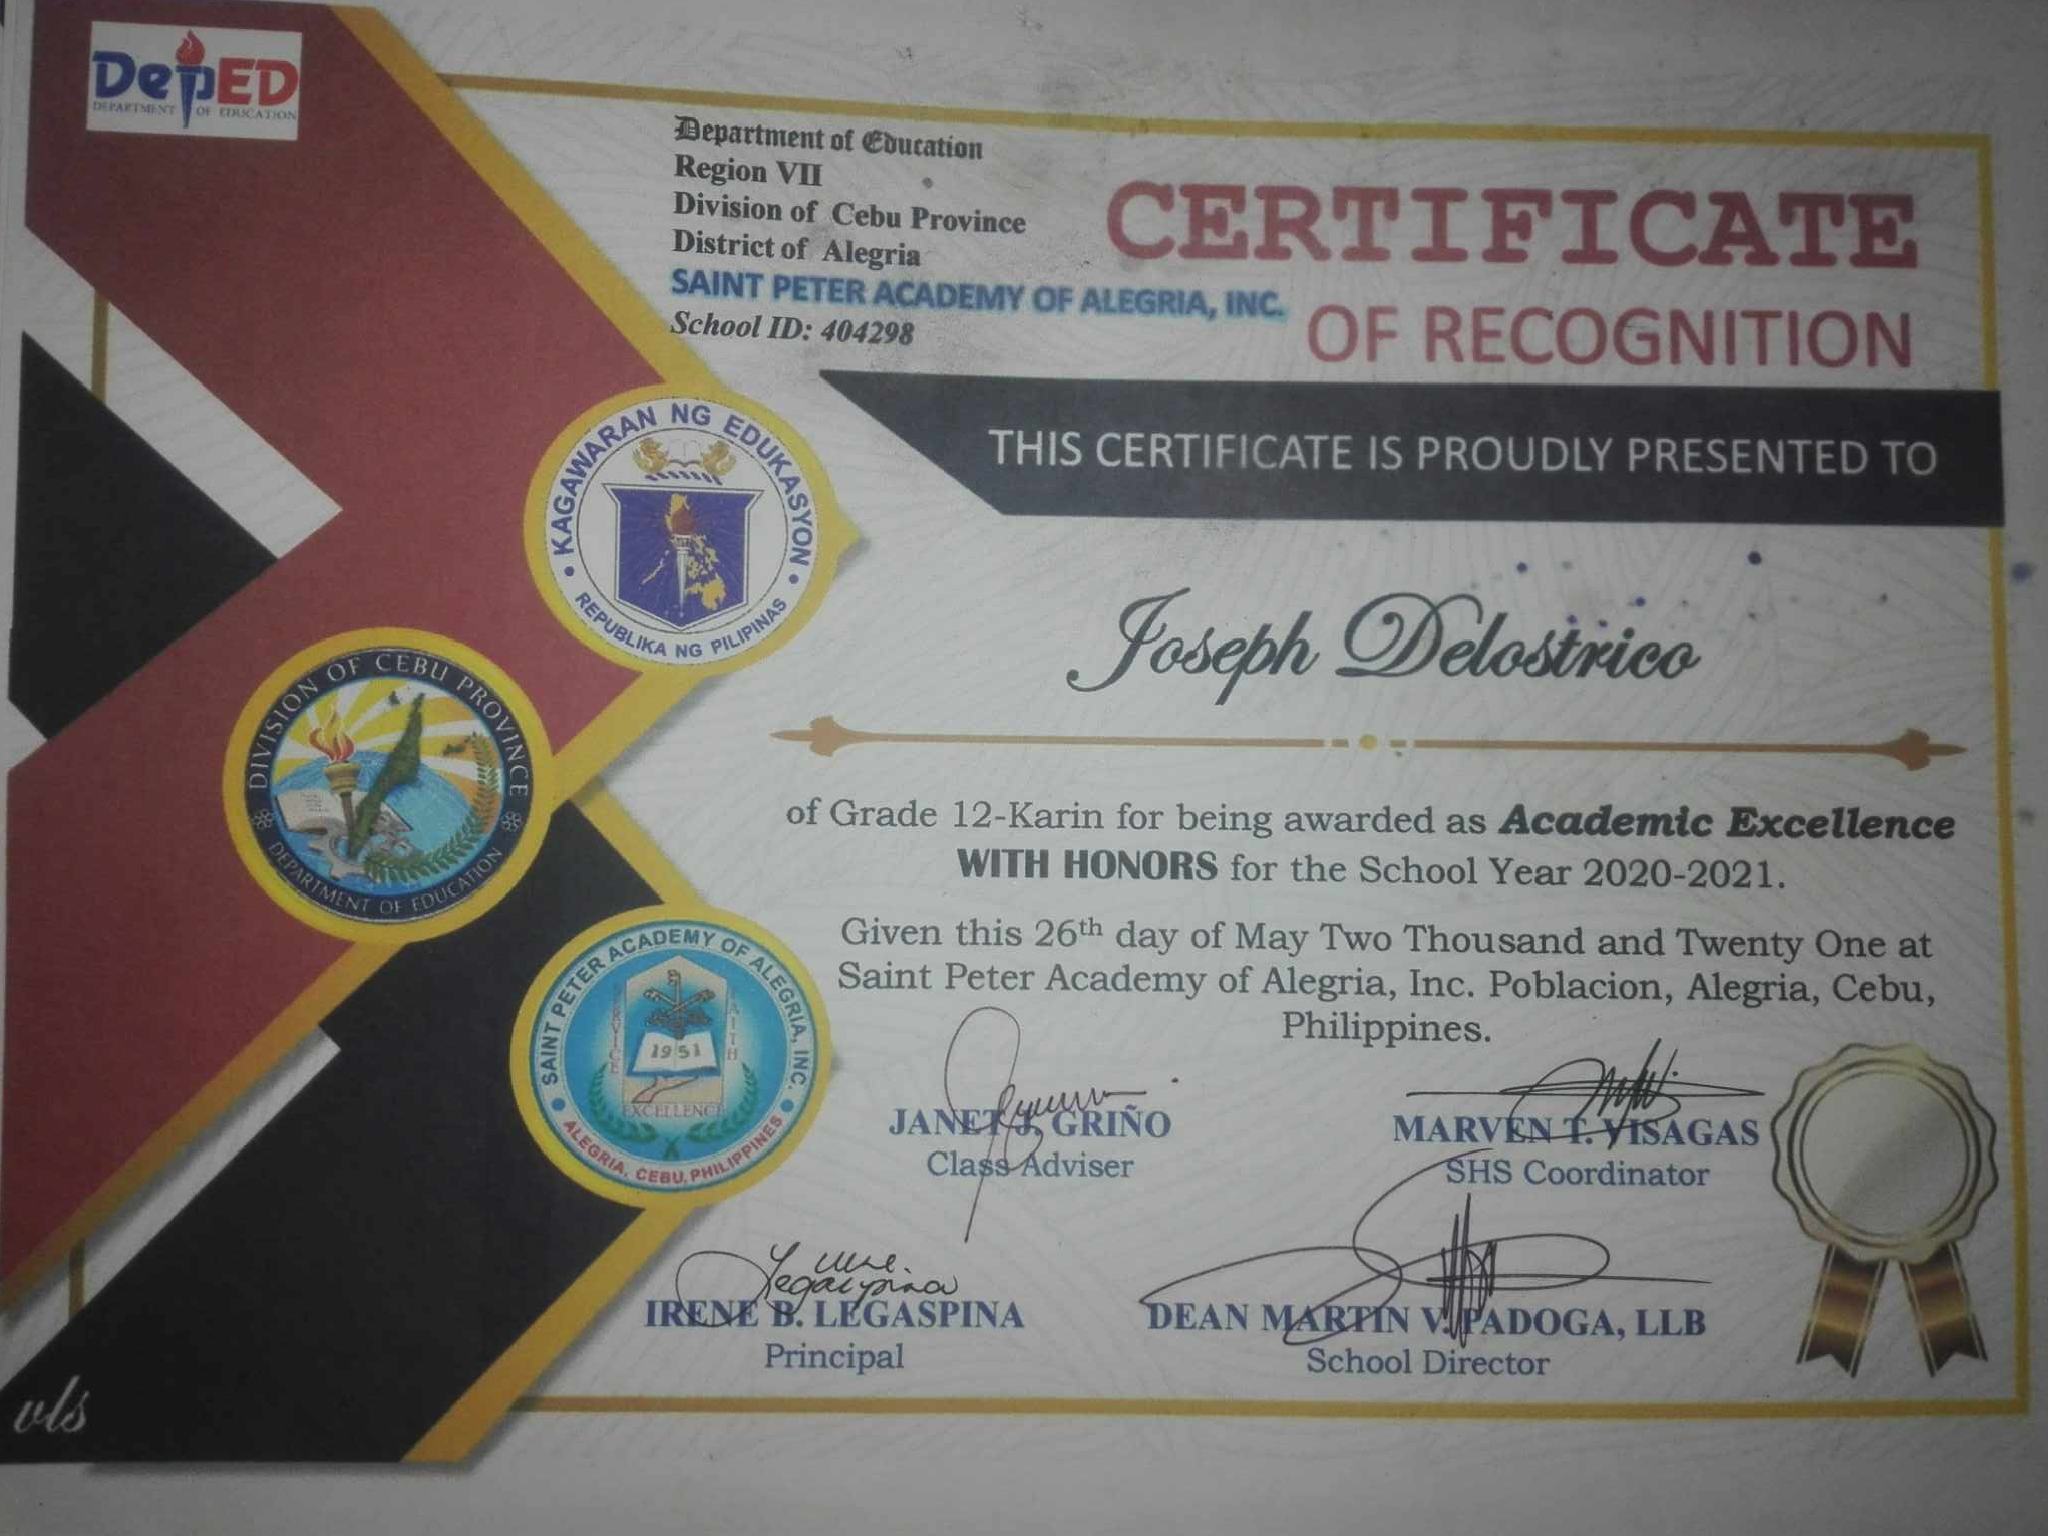 DepED
DEPARTMENT OF EDUCATION
Department of Education
Region VII
Division of Cebu Province
District of Alegria
SAINT PETER ACADEMY OF ALEGRIA, INC.
School ID: 404298
CERTIFICATE
OF RECOGNITION
THIS CERTIFICATE IS PROUDLY PRESENTED TO
KAGAWARAN NG EDUKASYON
REPUBLIKA NG PILIPINAS
Joseph Delostrico
DIVISION OF CEBU PROVINCE
DEPARTMENT OF EDUCATION
of Grade 12-Karin for being awarded as Academic Excellence
WITH HONORS for the School Year 2020-2021.
Given this 26th day of May Two Thousand and Twenty One at
Saint Peter Academy of Alegria, Inc. Poblacion, Alegria, Cebu,
Philippines.
SAINT PETER ACADEMY OF ALEGRIA, INC.
SERVICE
FAITH
1951
EXCELLENCE
ALEGRIA, CEBU, PHILIPPINES
JANET J. GRIÑO
Class Adviser
MARVEN T. VISAGAS
SHS Coordinator
IRENE B. LEGASPINA
Principal
DEAN MARTIN V. PADOGA, LLB
School Director
vls